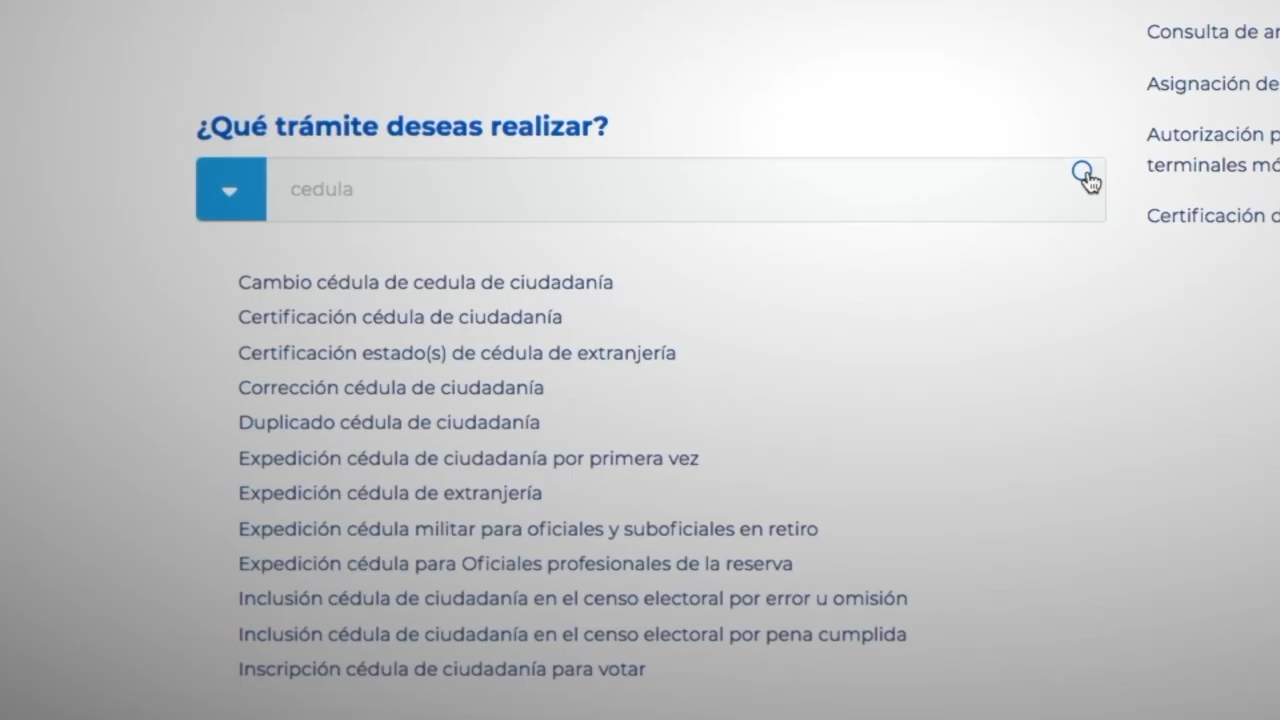 ¿Qué trámite deseas realizar?
cedula
Cambio cédula de cedula de ciudadanía
Certificación cédula de ciudadanía
Certificación estado(s) de cédula de extranjería
Corrección cédula de ciudadanía
Duplicado cédula de ciudadanía
Expedición cédula de ciudadanía por primera vez
Expedición cédula de extranjería
Expedición cédula militar para oficiales y suboficiales en retiro
Expedición cédula para Oficiales profesionales de la reserva
Inclusión cédula de ciudadanía en el censo electoral por error u omisión
Inclusión cédula de ciudadanía en el censo electoral por pena cumplida
Inscripción cédula de ciudadanía para votar
Consulta de
Asignación de
Autorización
terminales
Certificación